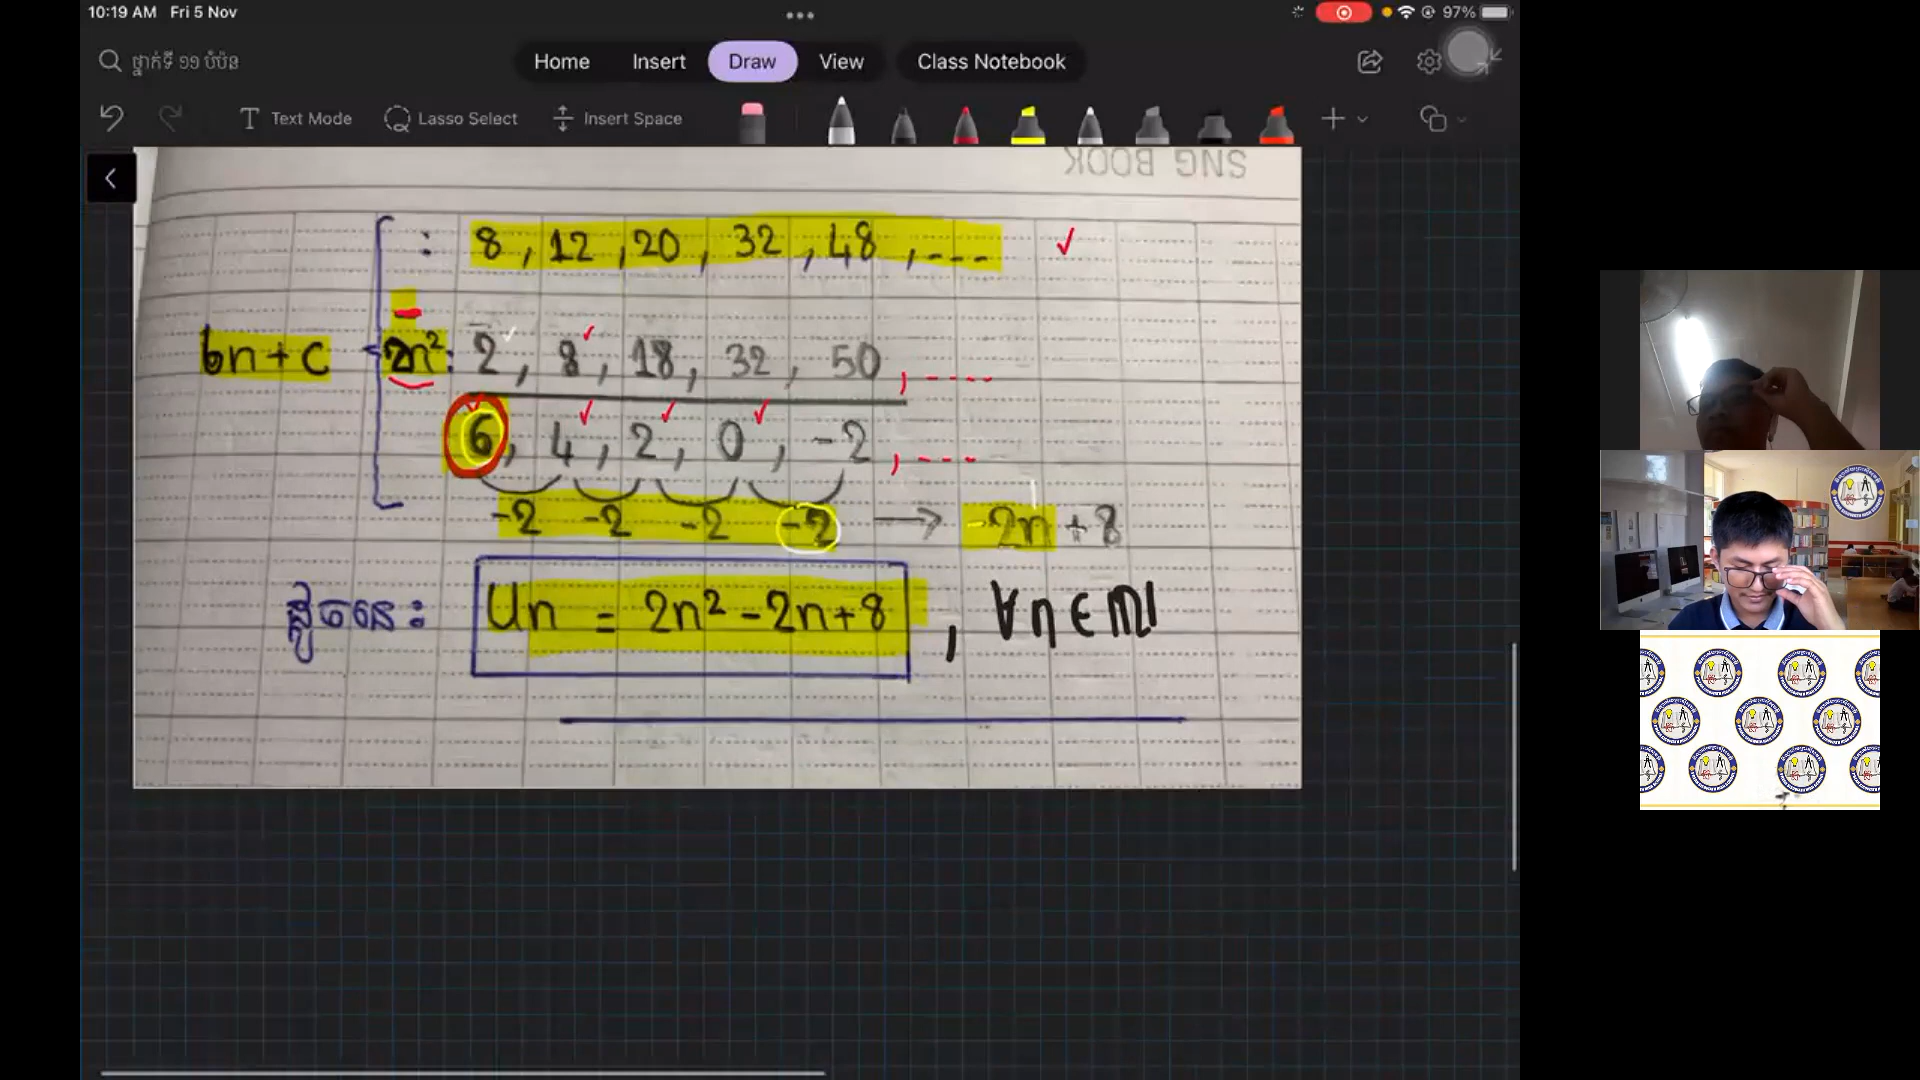 10:19 AM Fri 5 Nov
97%
ថ្នាក់ទី ១១ បំប៉ន
Home Insert Draw View Class Notebook
Text Mode Lasso Select Insert Space
SNG BOOK
: 8 , 12 , 20 , 32 , 48 , ---
bn + c 2n² : 2 , 8 , 18 , 32 , 50 , ----
6 , 4 , 2 , 0 , -2 , ---
-2 -2 -2 -2 → -2n + 8
ដូចនេះ : Un = 2n² - 2n + 8 , ∀n ∈ IN